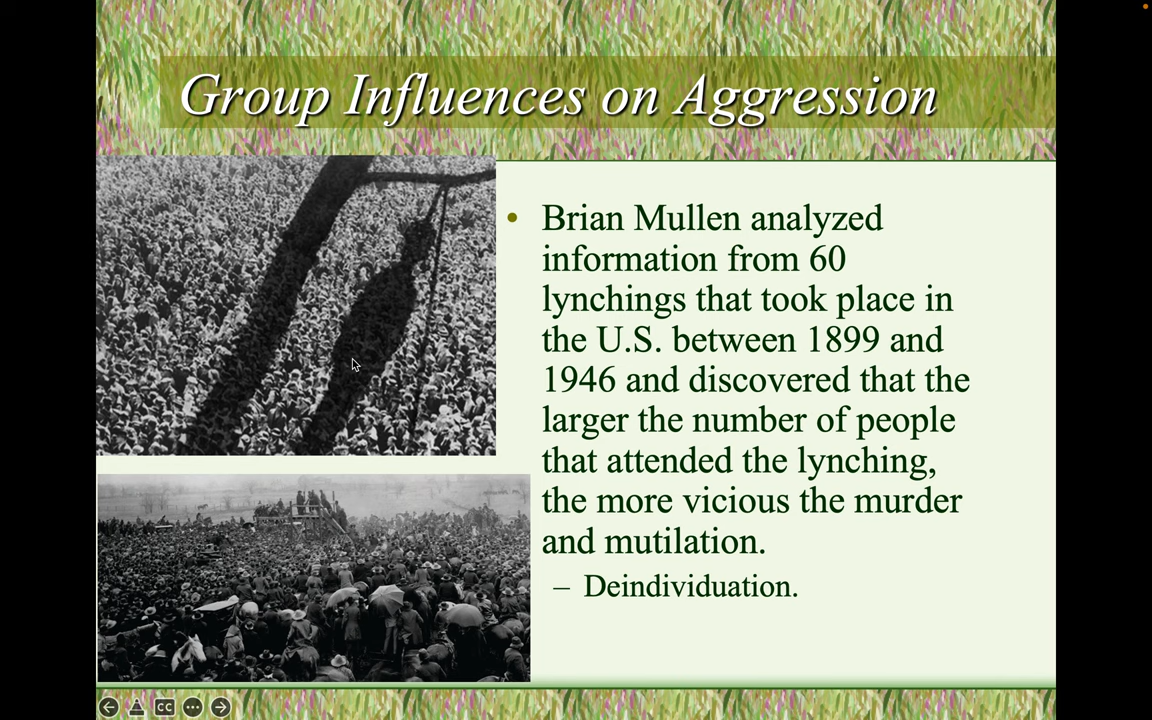 Group Influences on Aggression
• Brian Mullen analyzed
information from 60
lynchings that took place in
the U.S. between 1899 and
1946 and discovered that the
larger the number of people
that attended the lynching,
the more vicious the murder
and mutilation.
– Deindividuation.
CC